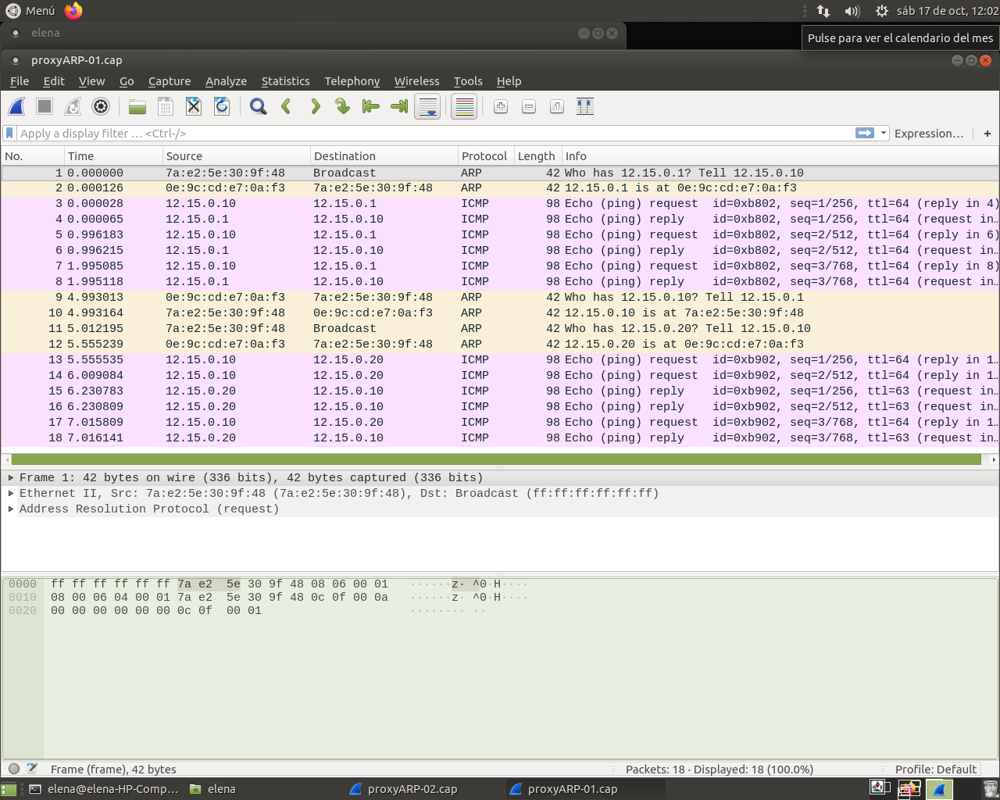 Menú
sáb 17 de oct, 12:02
elena
Pulse para ver el calendario del mes
proxyARP-01.cap
File Edit View Go Capture Analyze Statistics Telephony Wireless Tools Help
Apply a display filter … <Ctrl-/>
Expression… +
No. Time Source Destination Protocol Length Info
1 0.000000 7a:e2:5e:30:9f:48 Broadcast ARP 42 Who has 12.15.0.1? Tell 12.15.0.10
2 0.000126 0e:9c:cd:e7:0a:f3 7a:e2:5e:30:9f:48 ARP 42 12.15.0.1 is at 0e:9c:cd:e7:0a:f3
3 0.000028 12.15.0.10 12.15.0.1 ICMP 98 Echo (ping) request id=0xb802, seq=1/256, ttl=64 (reply in 4)
4 0.000065 12.15.0.1 12.15.0.10 ICMP 98 Echo (ping) reply id=0xb802, seq=1/256, ttl=64 (request in…
5 0.996183 12.15.0.10 12.15.0.1 ICMP 98 Echo (ping) request id=0xb802, seq=2/512, ttl=64 (reply in 6)
6 0.996215 12.15.0.1 12.15.0.10 ICMP 98 Echo (ping) reply id=0xb802, seq=2/512, ttl=64 (request in…
7 1.995085 12.15.0.10 12.15.0.1 ICMP 98 Echo (ping) request id=0xb802, seq=3/768, ttl=64 (reply in 8)
8 1.995118 12.15.0.1 12.15.0.10 ICMP 98 Echo (ping) reply id=0xb802, seq=3/768, ttl=64 (request in…
9 4.993013 0e:9c:cd:e7:0a:f3 7a:e2:5e:30:9f:48 ARP 42 Who has 12.15.0.10? Tell 12.15.0.1
10 4.993164 7a:e2:5e:30:9f:48 0e:9c:cd:e7:0a:f3 ARP 42 12.15.0.10 is at 7a:e2:5e:30:9f:48
11 5.012195 7a:e2:5e:30:9f:48 Broadcast ARP 42 Who has 12.15.0.20? Tell 12.15.0.10
12 5.555239 0e:9c:cd:e7:0a:f3 7a:e2:5e:30:9f:48 ARP 42 12.15.0.20 is at 0e:9c:cd:e7:0a:f3
13 5.555535 12.15.0.10 12.15.0.20 ICMP 98 Echo (ping) request id=0xb902, seq=1/256, ttl=64 (reply in 1…
14 6.009084 12.15.0.10 12.15.0.20 ICMP 98 Echo (ping) request id=0xb902, seq=2/512, ttl=64 (reply in 1…
15 6.230783 12.15.0.20 12.15.0.10 ICMP 98 Echo (ping) reply id=0xb902, seq=1/256, ttl=63 (request in…
16 6.230809 12.15.0.20 12.15.0.10 ICMP 98 Echo (ping) reply id=0xb902, seq=2/512, ttl=63 (request in…
17 7.015809 12.15.0.10 12.15.0.20 ICMP 98 Echo (ping) request id=0xb902, seq=3/768, ttl=64 (reply in 1…
18 7.016141 12.15.0.20 12.15.0.10 ICMP 98 Echo (ping) reply id=0xb902, seq=3/768, ttl=63 (request in…
Frame 1: 42 bytes on wire (336 bits), 42 bytes captured (336 bits)
Ethernet II, Src: 7a:e2:5e:30:9f:48 (7a:e2:5e:30:9f:48), Dst: Broadcast (ff:ff:ff:ff:ff:ff)
Address Resolution Protocol (request)
0000 ff ff ff ff ff ff 7a e2 5e 30 9f 48 08 06 00 01 ······z· ^0·H····
0010 08 00 06 04 00 01 7a e2 5e 30 9f 48 0c 0f 00 0a ······z· ^0·H····
0020 00 00 00 00 00 00 0c 0f 00 01 ········ ··
Frame (frame), 42 bytes
Packets: 18 · Displayed: 18 (100.0%)
Profile: Default
elena@elena-HP-Comp…
elena
proxyARP-02.cap
proxyARP-01.cap